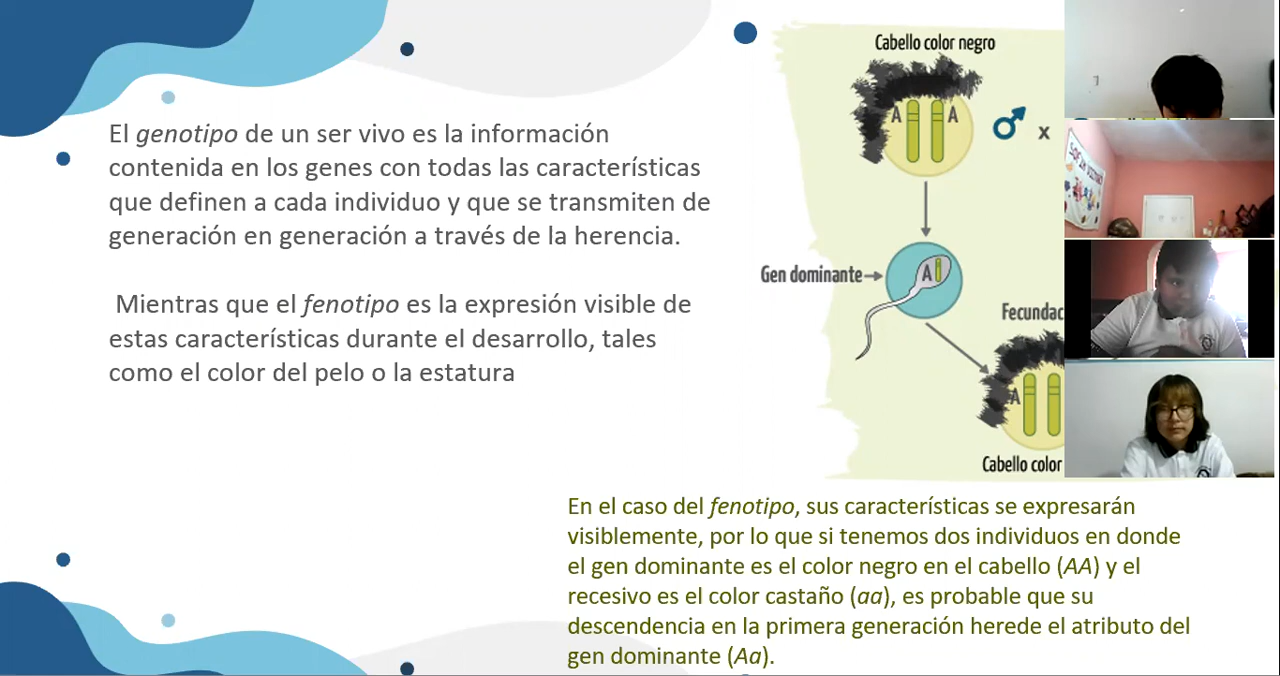 El genotipo de un ser vivo es la información
contenida en los genes con todas las características
que definen a cada individuo y que se transmiten de
generación en generación a través de la herencia.
Mientras que el fenotipo es la expresión visible de
estas características durante el desarrollo, tales
como el color del pelo o la estatura
Cabello color negro
A A
x
Gen dominante
A
Fecundac
A
Cabello color
En el caso del fenotipo, sus características se expresarán
visiblemente, por lo que si tenemos dos individuos en donde
el gen dominante es el color negro en el cabello (AA) y el
recesivo es el color castaño (aa), es probable que su
descendencia en la primera generación herede el atributo del
gen dominante (Aa).